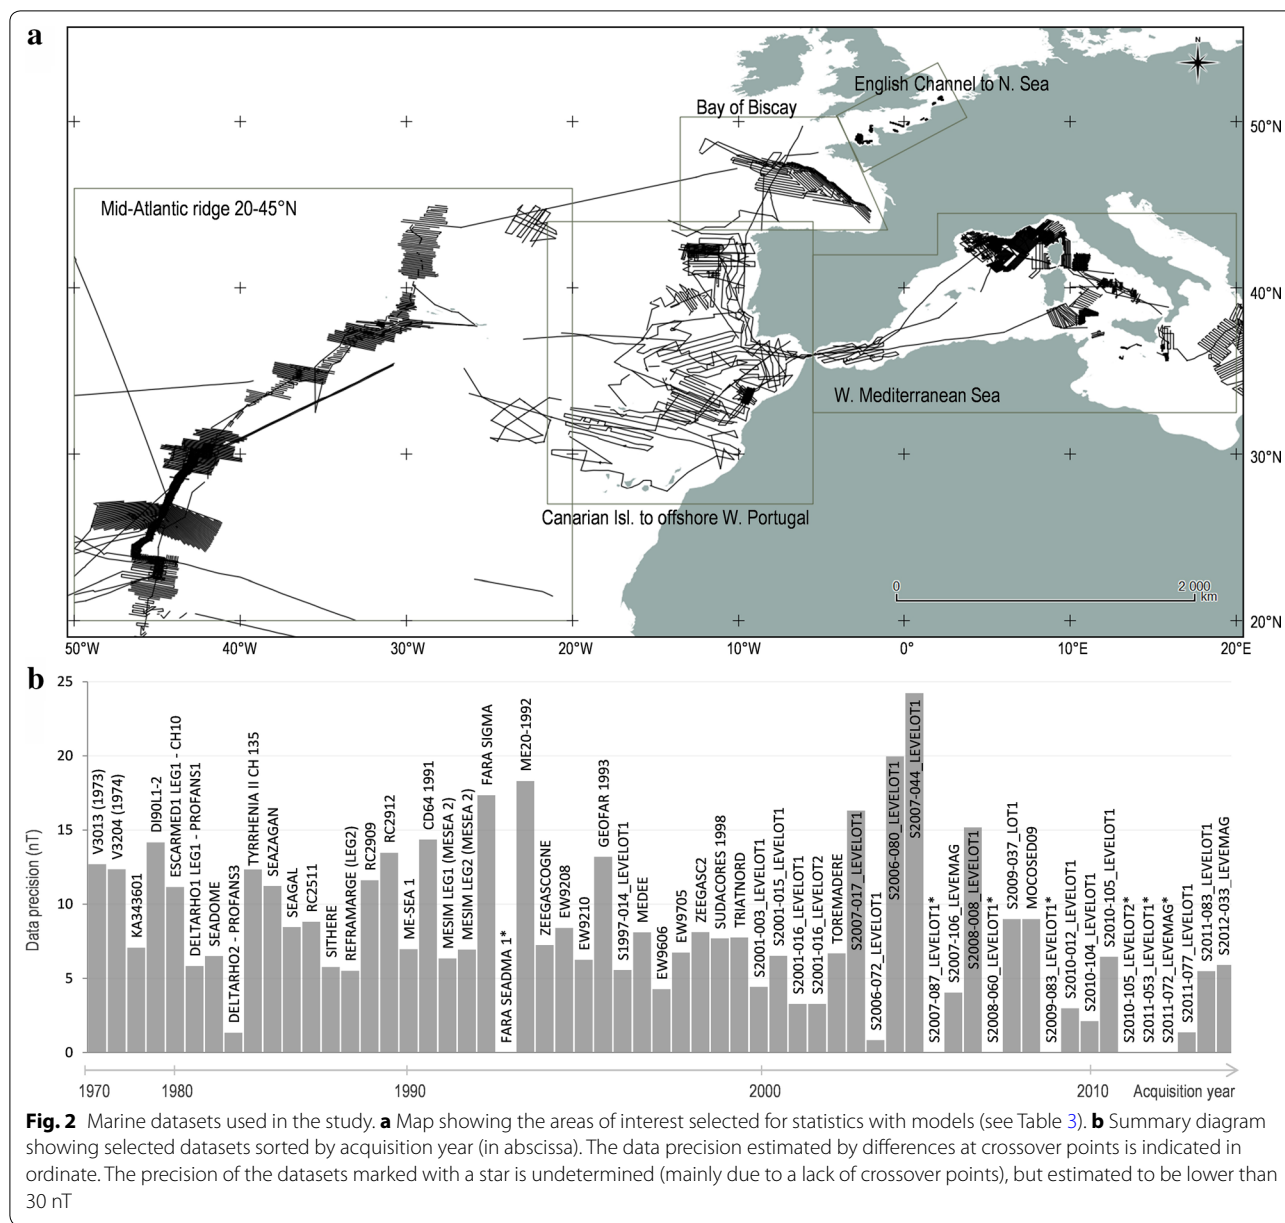 a
N
English Channel to N. Sea
Bay of Biscay
50°N
Mid-Atlantic ridge 20-45°N
40°N
W. Mediterranean Sea
30°N
Canarian Isl. to offshore W. Portugal
0 2 000
km
20°N
50°W 40°W 30°W 20°W 10°W 0° 10°E 20°E
b
Data precision (nT)
25
20
15
10
5
0
V3013 (1973)
V3204 (1974)
KA343601
DI90L1-2
ESCARMED1 LEG1 - CH10
DELTARHO1 LEG1 - PROFANS1
SEADOME
DELTARHO2 - PROFANS3
TYRRHENIA II CH 135
SEAZAGAN
SEAGAL
RC2511
SITHERE
REFRAMARGE (LEG2)
RC2909
RC2912
ME-SEA 1
CD64 1991
MESIM LEG1 (MESEA 2)
MESIM LEG2 (MESEA 2)
FARA SIGMA
FARA SEADMA 1*
ME20-1992
ZEEGASCOGNE
EW9208
EW9210
GEOFAR 1993
S1997-014_LEVELOT1
MEDEE
EW9606
EW9705
ZEEGASC2
SUDACORES 1998
TRIATNORD
S2001-003_LEVELOT1
S2001-015_LEVELOT1
S2001-016_LEVELOT1
S2001-016_LEVELOT2
TOREMADERE
S2007-017_LEVELOT1
S2006-072_LEVELOT1
S2006-080_LEVELOT1
S2007-044_LEVELOT1
S2007-087_LEVELOT1*
S2007-106_LEVEMAG
S2008-008_LEVELOT1
S2008-060_LEVELOT1*
S2009-037_LOT1
MOCOSED09
S2009-083_LEVELOT1*
S2010-012_LEVELOT1
S2010-104_LEVELOT1
S2010-105_LEVELOT1
S2010-105_LEVELOT2*
S2011-053_LEVELOT1*
S2011-072_LEVEMAG*
S2011-077_LEVELOT1
S2011-083_LEVELOT1
S2012-033_LEVEMAG
1970 1980 1990 2000 2010 Acquisition year
Fig. 2 Marine datasets used in the study. a Map showing the areas of interest selected for statistics with models (see Table 3). b Summary diagram
showing selected datasets sorted by acquisition year (in abscissa). The data precision estimated by differences at crossover points is indicated in
ordinate. The precision of the datasets marked with a star is undetermined (mainly due to a lack of crossover points), but estimated to be lower than
30 nT